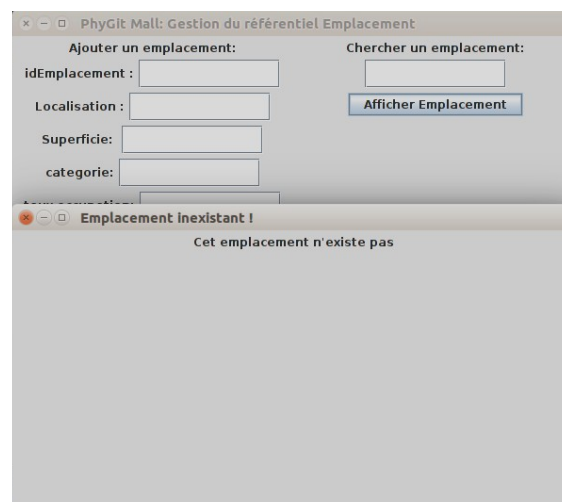 PhyGit Mall: Gestion du référentiel Emplacement
Ajouter un emplacement:
Chercher un emplacement:
idEmplacement :
Localisation :
Afficher Emplacement
Superficie:
categorie:
Emplacement inexistant !
Cet emplacement n'existe pas